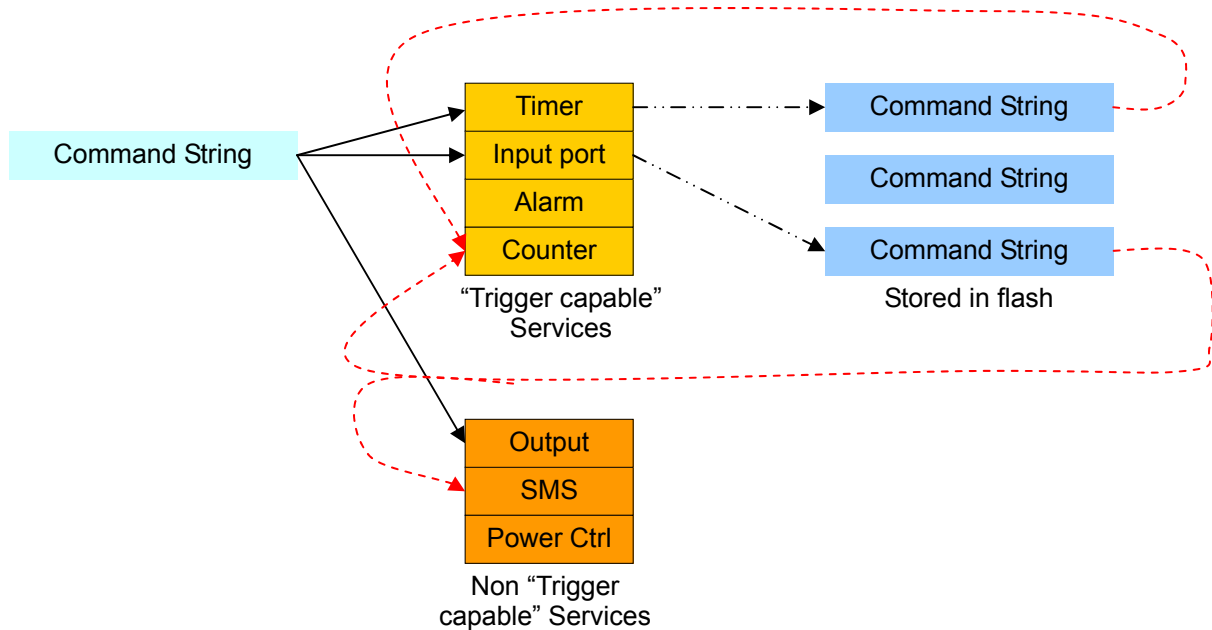 Command String
Timer
Input port
Alarm
Counter
“Trigger capable”
Services
Command String
Command String
Command String
Stored in flash
Output
SMS
Power Ctrl
Non “Trigger
capable” Services